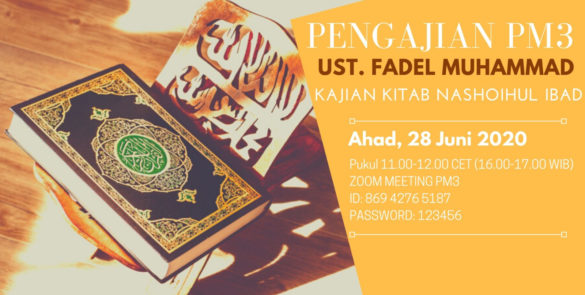 PENGAJIAN PM3
UST. FADEL MUHAMMAD
KAJIAN KITAB NASHOIHUL IBAD
Ahad, 28 Juni 2020
Pukul 11.00-12.00 CET (16.00-17.00 WIB)
ZOOM MEETING PM3
ID: 869 4276 5187
PASSWORD: 123456